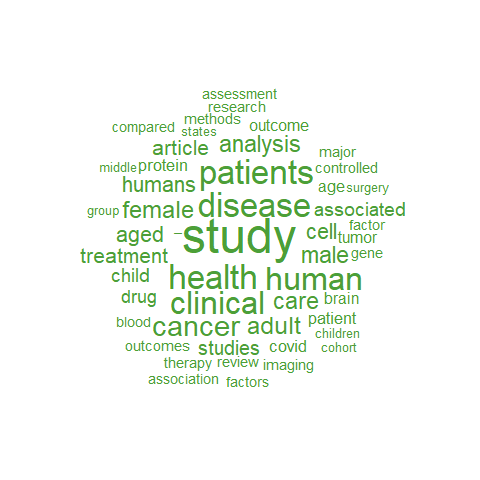 assessment
research
methods
compared
states
outcome
article
analysis
major
middle
protein
patients
controlled
humans
age
surgery
group
female
disease
associated
aged
–
study
cell
factor
tumor
treatment
male
gene
child
health
human
drug
clinical
care
brain
blood
cancer
adult
patient
children
outcomes
studies
covid
cohort
therapy
review
imaging
association
factors